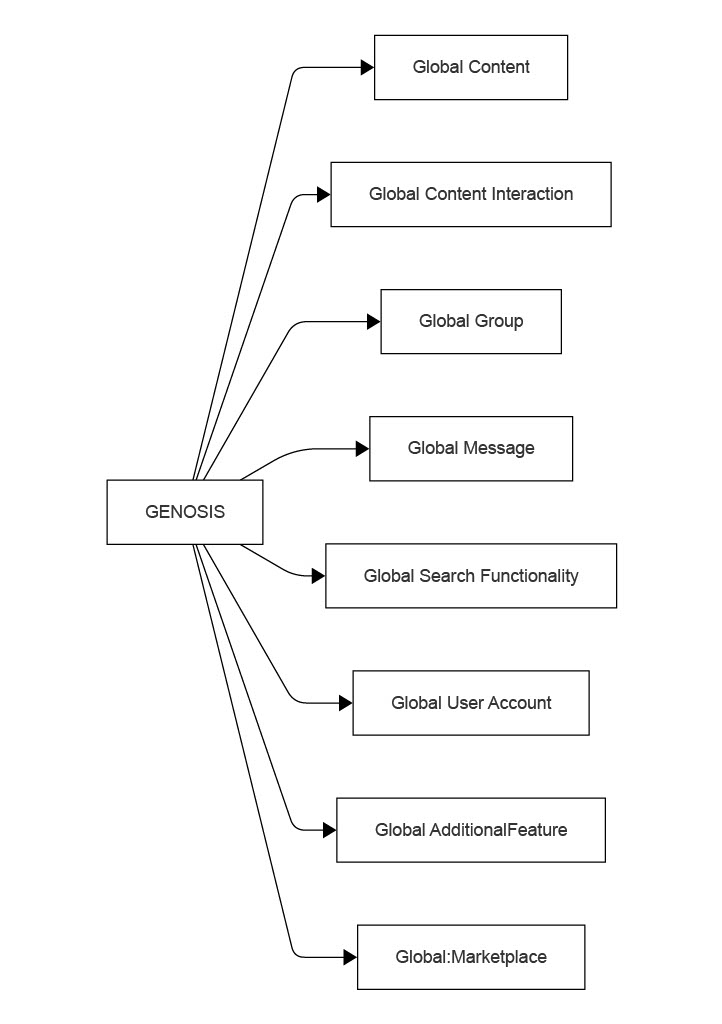 Global Content
Global Content Interaction
Global Group
Global Message
GENOSIS
Global Search Functionality
Global User Account
Global AdditionalFeature
Global:Marketplace